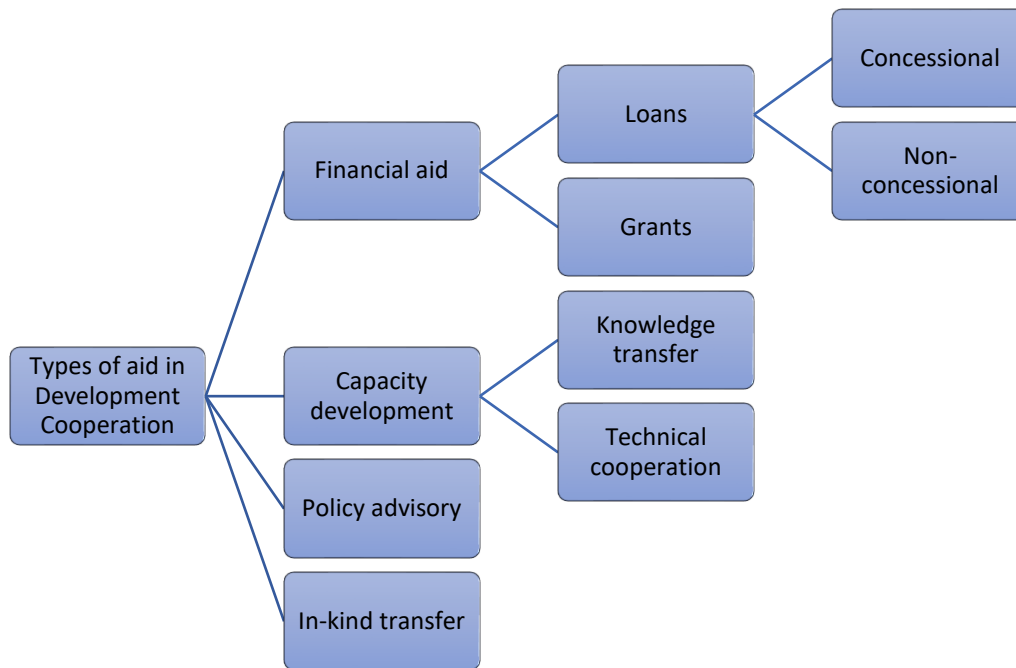 Types of aid in
Development
Cooperation
Financial aid
Loans
Concessional
Non-
concessional
Grants
Capacity
development
Knowledge
transfer
Technical
cooperation
Policy advisory
In-kind transfer